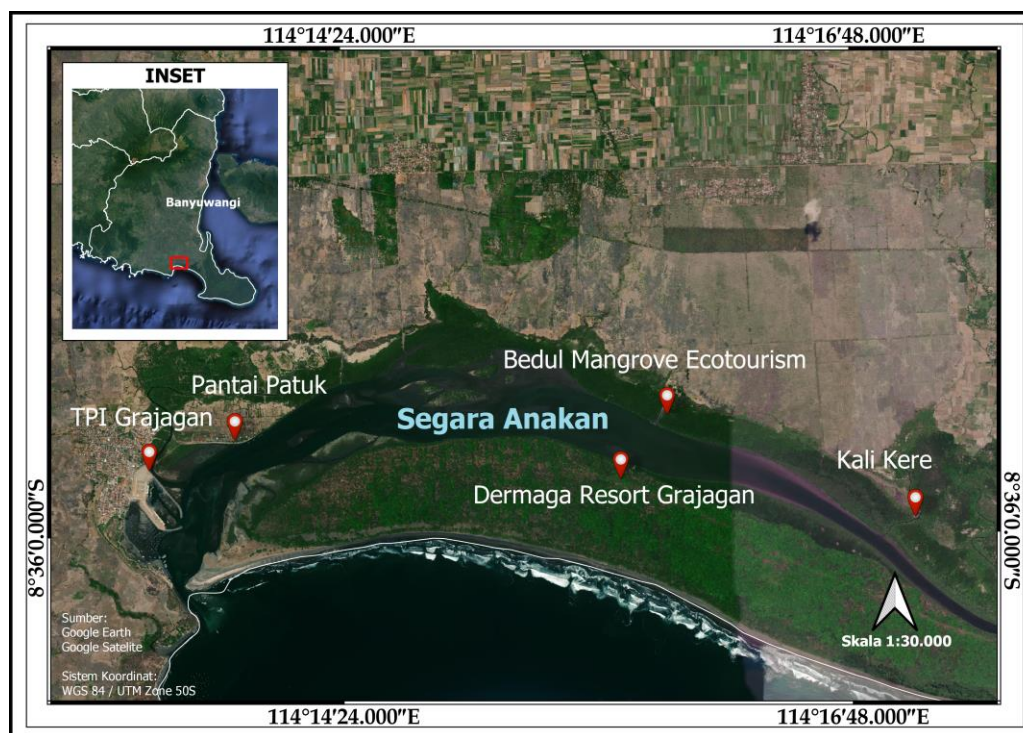 114°14′24.000″E
114°16′48.000″E
INSET
Banyuwangi
Bedul Mangrove Ecotourism
Pantai Patuk
TPI Grajagan
Segara Anakan
Kali Kere
Dermaga Resort Grajagan
8°36′0.000″S
8°36′0.000″S
Skala 1:30.000
Sumber:
Google Earth
Google Satelite
Sistem Koordinat:
WGS 84 / UTM Zone 50S
114°14′24.000″E
114°16′48.000″E